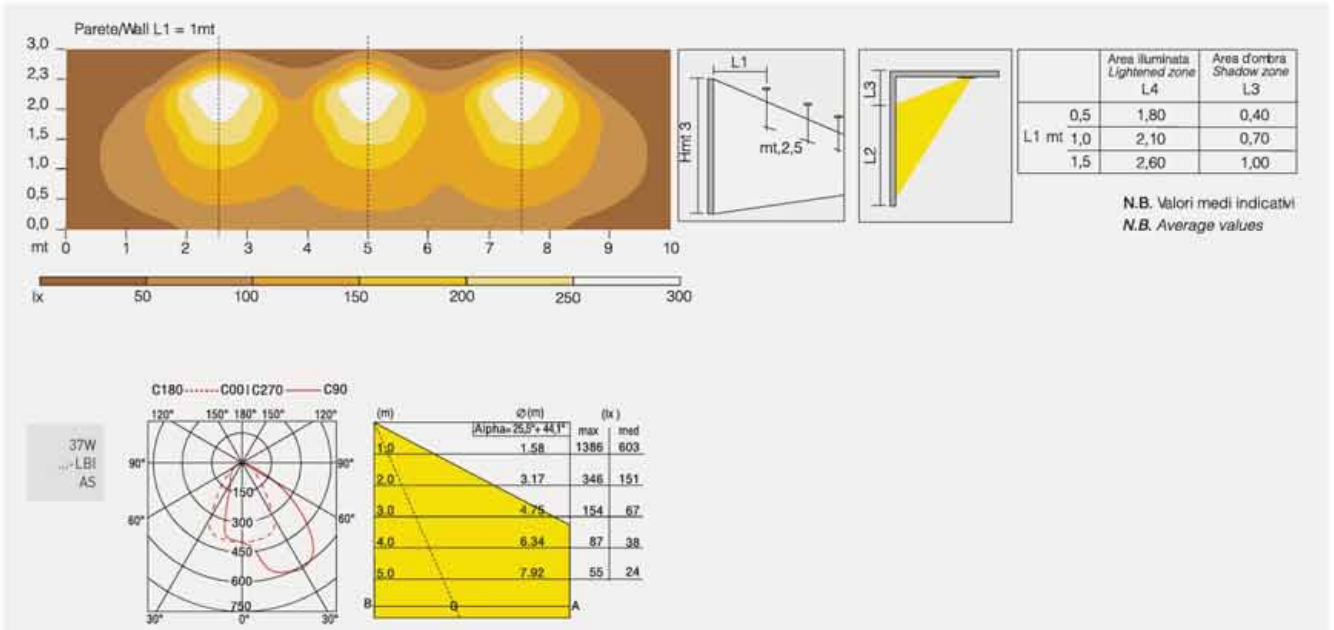 Parete/Wall L1 = 1mt
3,0
2,3
2,0
1,5
1,0
0,5
0,0
mt 0 1 2 3 4 5 6 7 8 9 10
lx 50 100 150 200 250 300
L1
Hmt 3
mt,2,5
L3
L2
Area illuminata Area d'ombra
Lightened zone Shadow zone
L4 L3
0,5 1,80 0,40
L1 mt 1,0 2,10 0,70
1,5 2,60 1,00
N.B. Valori medi indicativi
N.B. Average values
37W
...-LBI
AS
C180 C00 | C270 C90
120° 150° 180° 150° 120°
90° 90°
150
60° 300 60°
450
600
750
30° 0° 30°
(m) Ø(m) (lx)
Alpha=25,5°+ 44,1° max med
1.0 1.58 1386 603
2.0 3.17 346 151
3.0 4.75 154 67
4.0 6.34 87 38
5.0 7.92 55 24
B 0 A